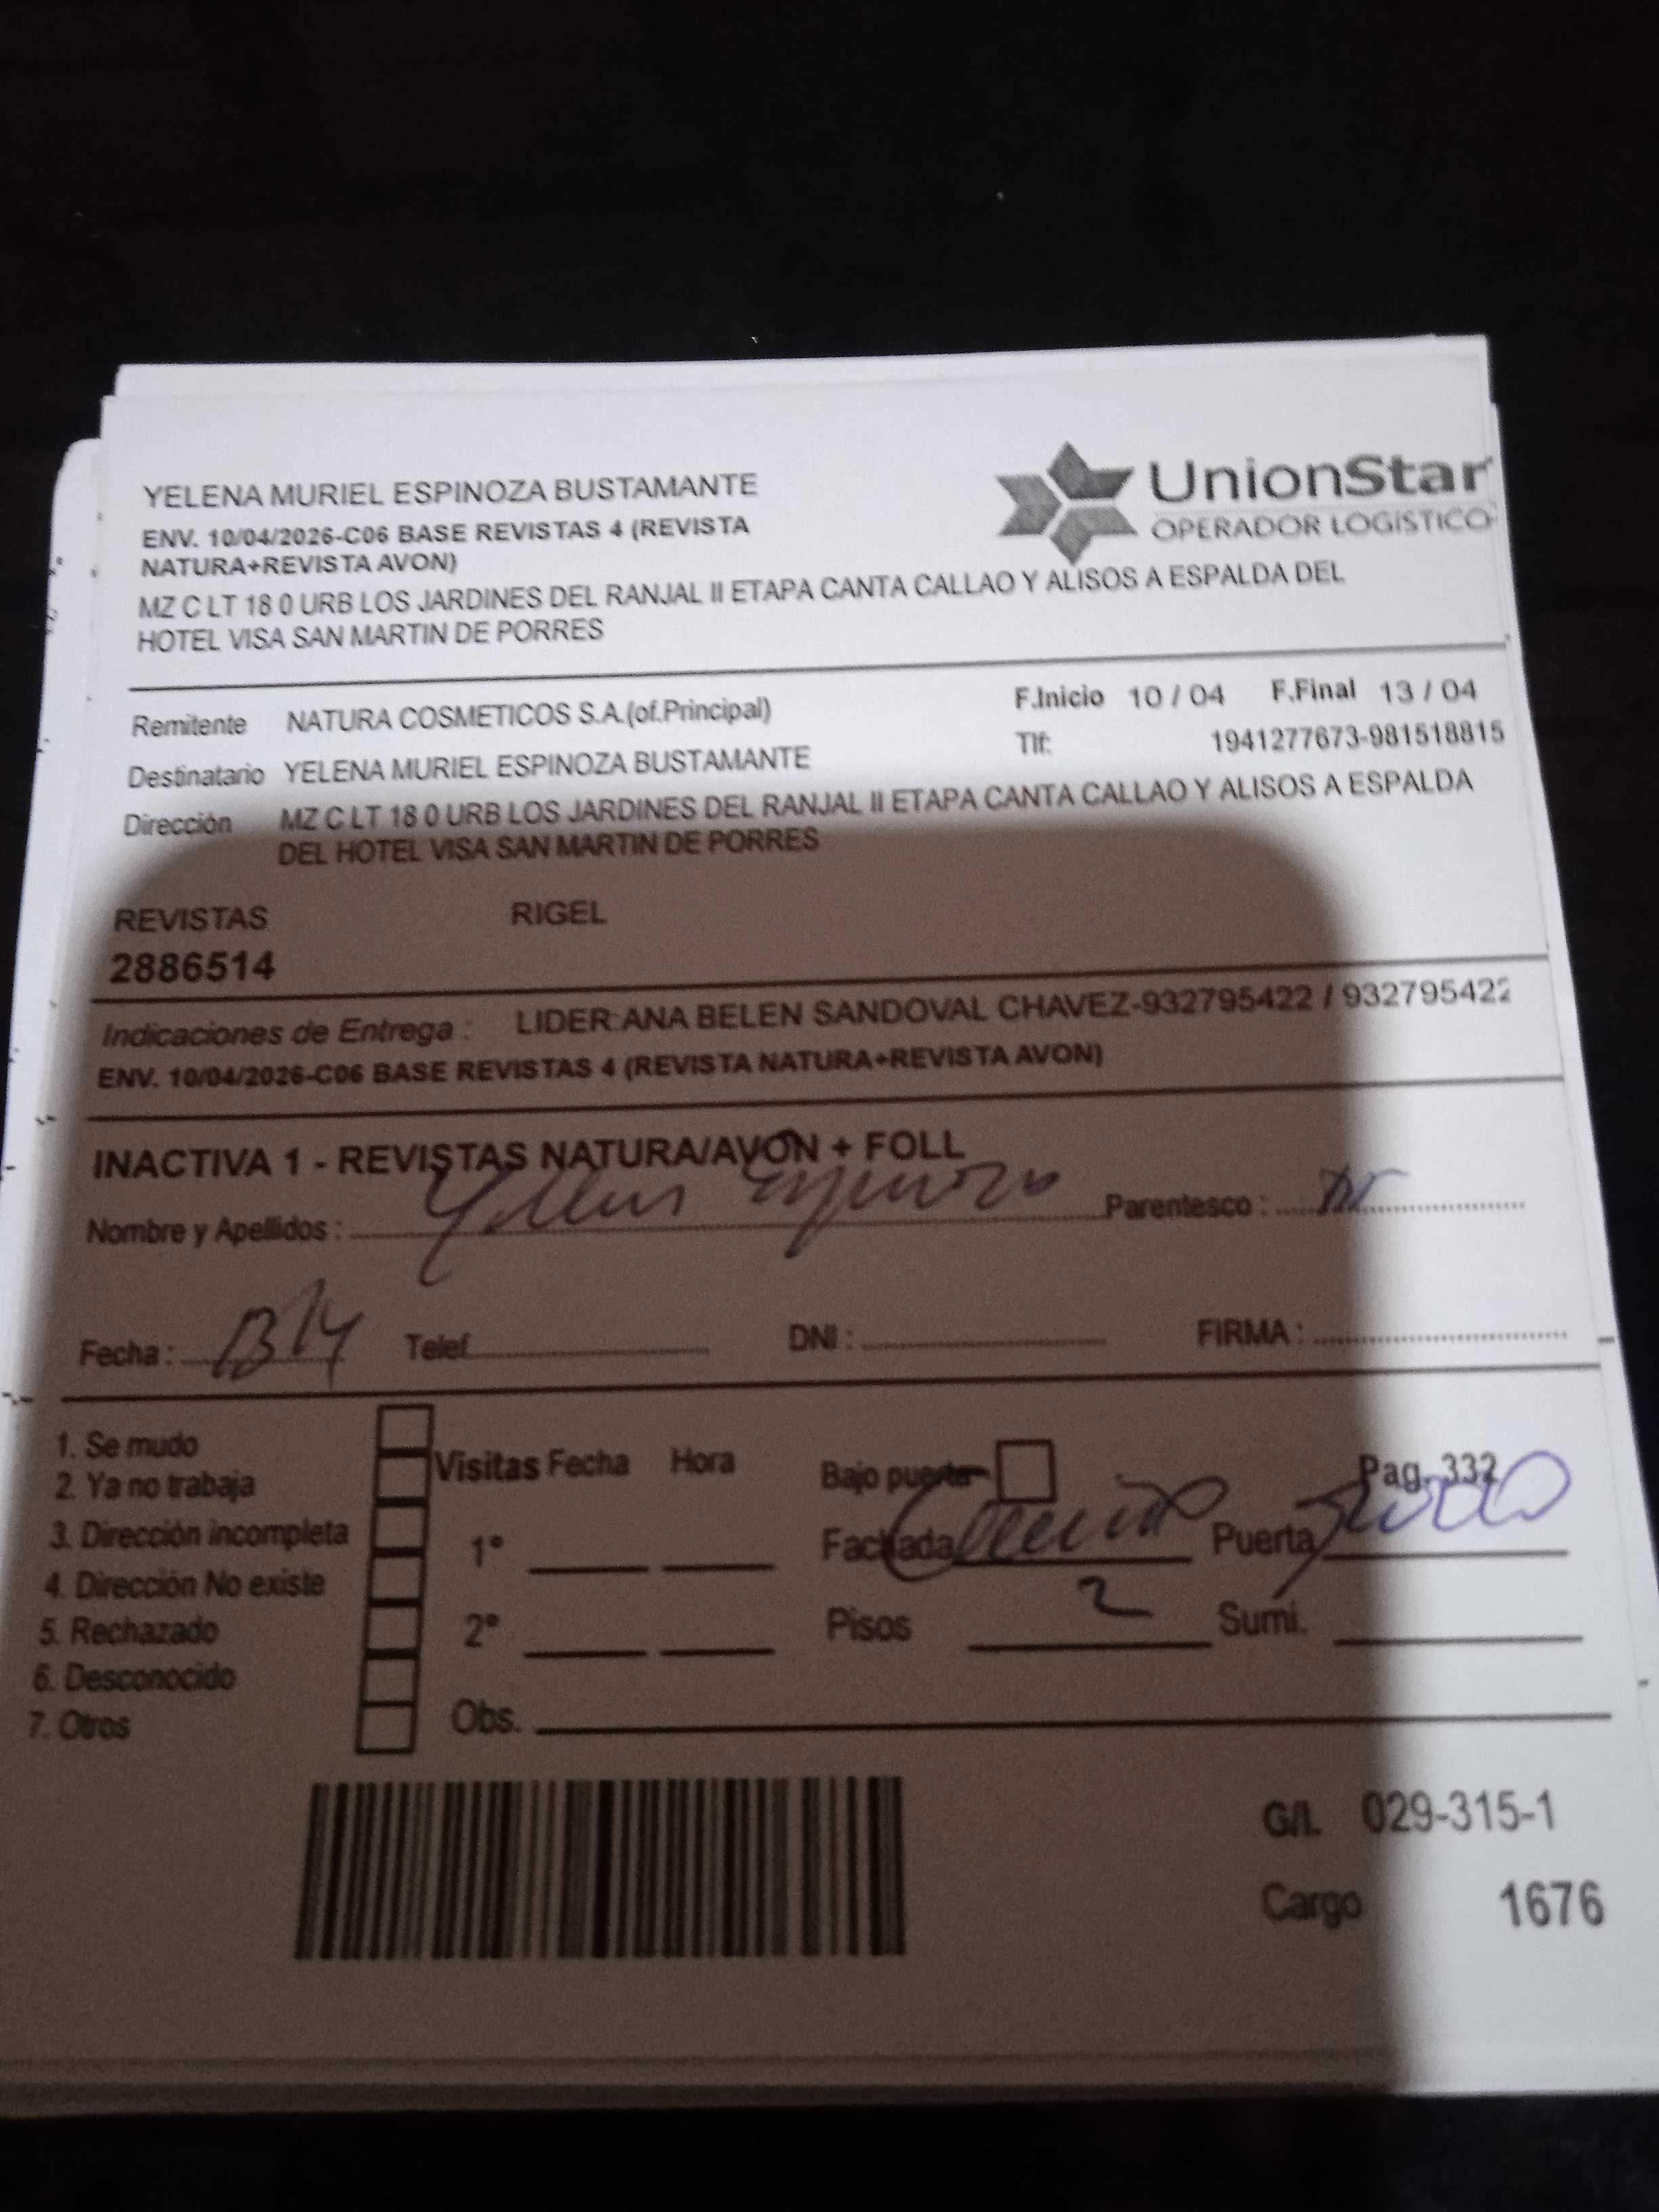 YELENA MURIEL ESPINOZA BUSTAMANTE
UnionStar
OPERADOR LOGÍSTICO
ENV. 10/04/2026-C06 BASE REVISTAS 4 (REVISTA
NATURA+REVISTA AVON)
MZ C LT 18 0 URB LOS JARDINES DEL RANJAL II ETAPA CANTA CALLAO Y ALISOS A ESPALDA DEL
HOTEL VISA SAN MARTIN DE PORRES
Remitente NATURA COSMETICOS S.A.(of.Principal) F.Inicio 10 / 04 F.Final 13 / 04
Destinatario YELENA MURIEL ESPINOZA BUSTAMANTE Tlf: 1941277673-981518815
Dirección MZ C LT 18 0 URB LOS JARDINES DEL RANJAL II ETAPA CANTA CALLAO Y ALISOS A ESPALDA
DEL HOTEL VISA SAN MARTIN DE PORRES
REVISTAS RIGEL
2886514
Indicaciones de Entrega : LIDER:ANA BELEN SANDOVAL CHAVEZ-932795422 / 932795422
ENV. 10/04/2026-C06 BASE REVISTAS 4 (REVISTA NATURA+REVISTA AVON)
INACTIVA 1 - REVISTAS NATURA/AVON + FOLL
Nombre y Apellidos : Espinoza Parentesco :
Fecha : Telef DNI : FIRMA :
1. Se mudo
2. Ya no trabaja
3. Dirección incompleta
4. Dirección No existe
5. Rechazado
6. Desconocido
7. Otros
Visitas Fecha Hora
1°
2°
Obs.
Bajo puerta Pag. 332
Fachada Puerta
Pisos 2 Sumi.
G/L 029-315-1
Cargo 1676